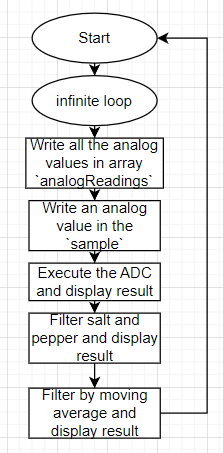 Start
infinite loop
Write all the analog
values in array
`analogReadings`
Write an analog
value in the
`sample`
Execute the ADC
and display result
Filter salt and
pepper and display
result
Filter by moving
average and
display result